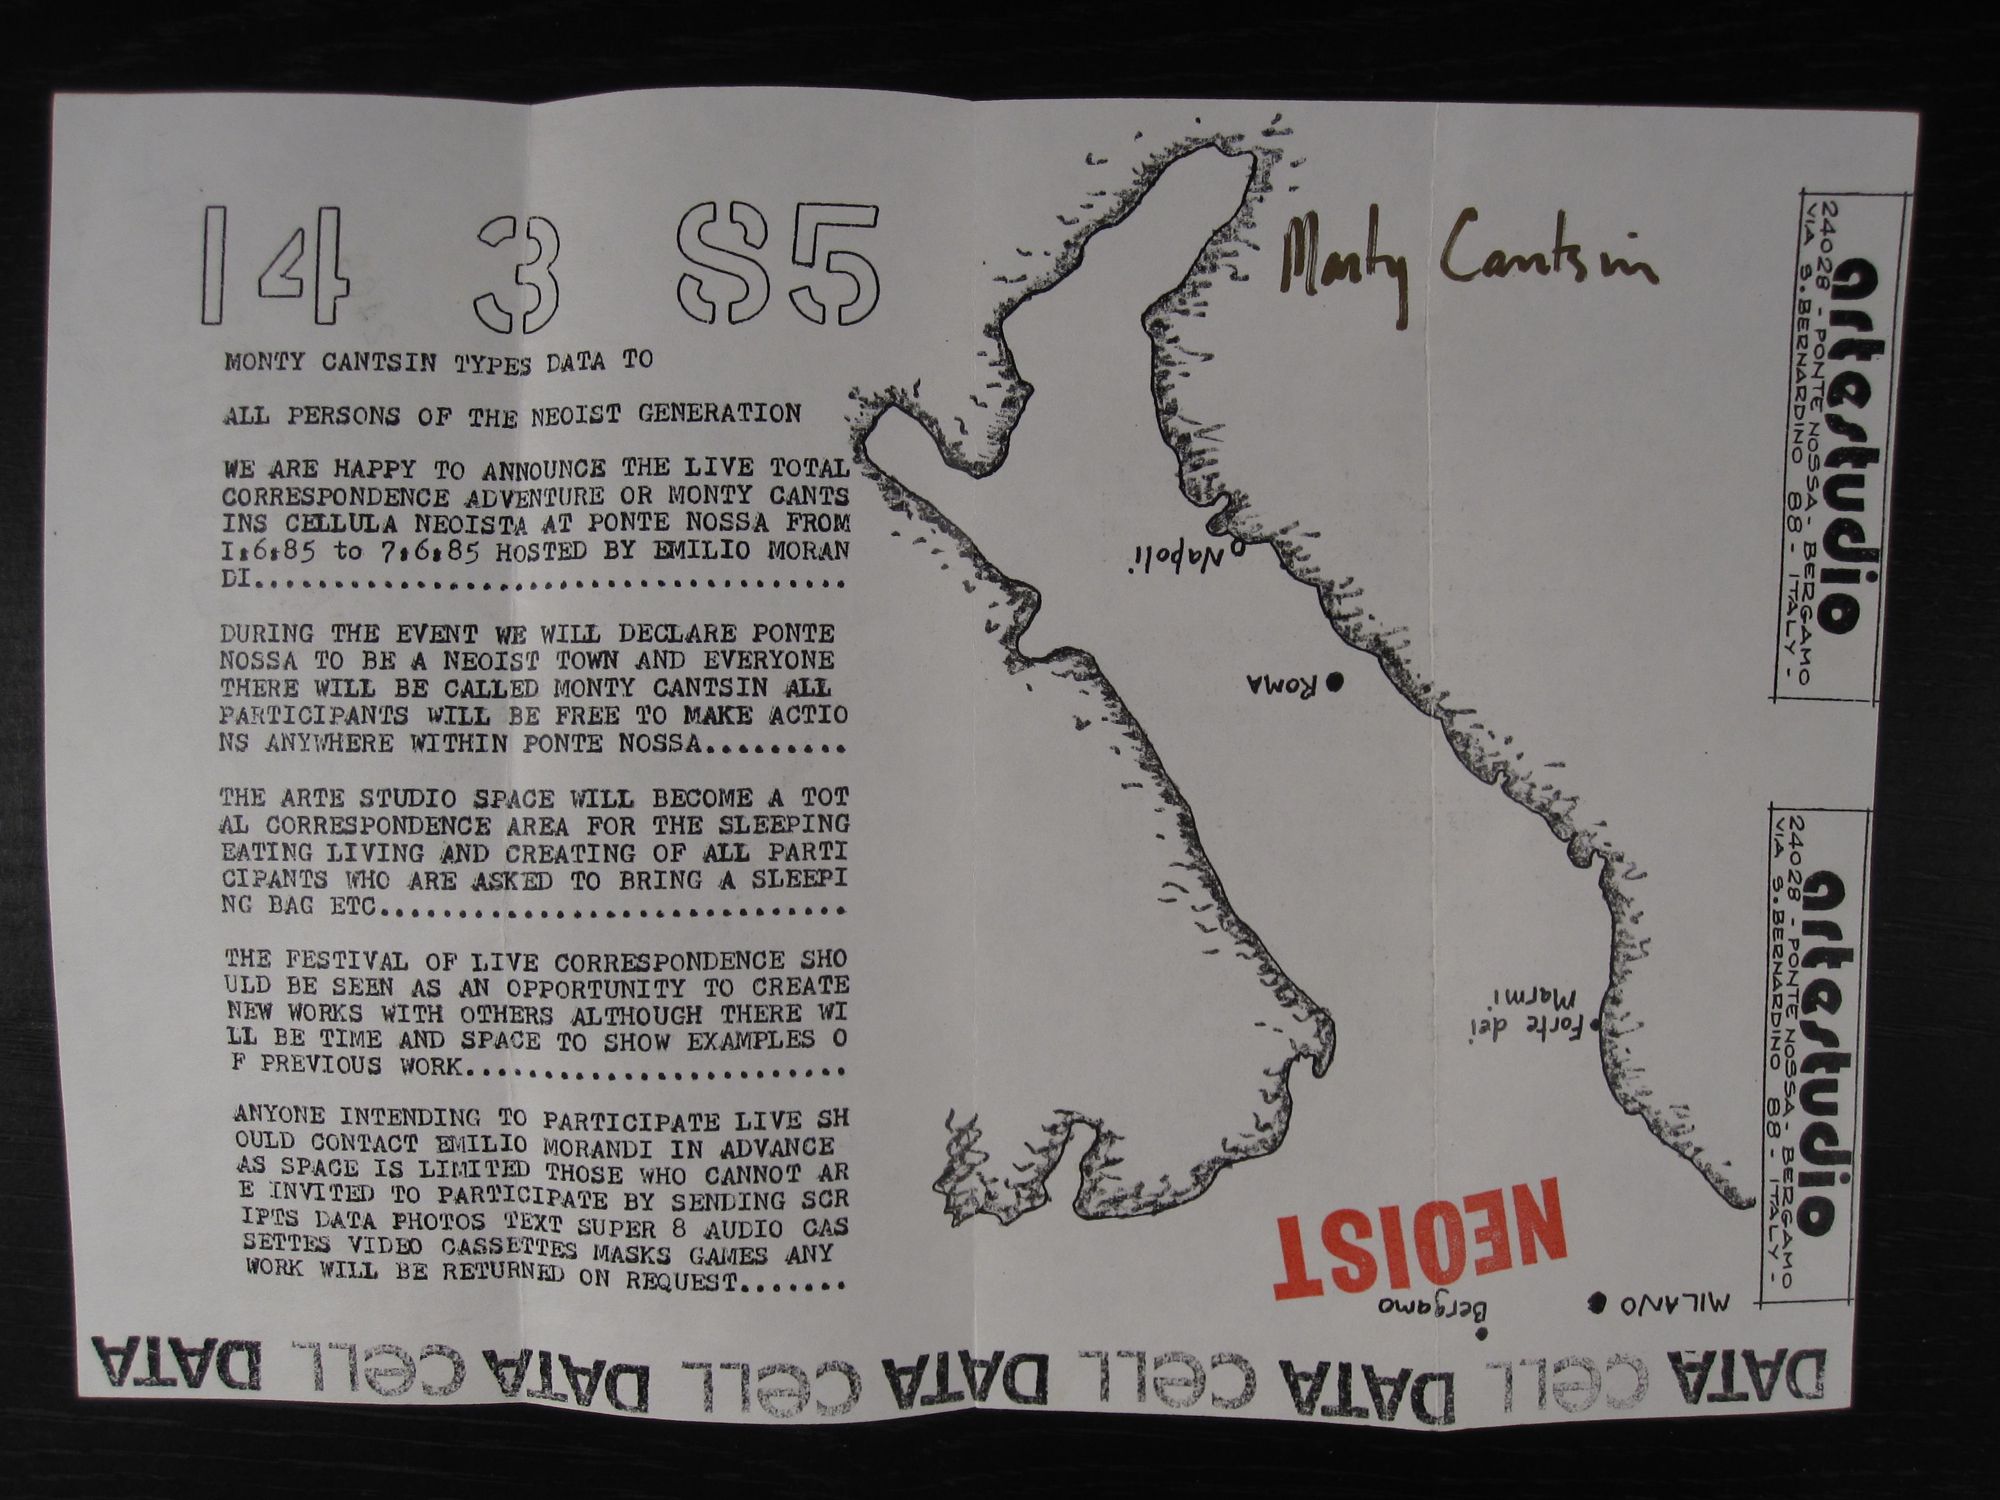 14 3 85
MONTY CANTSIN TYPES DATA TO
ALL PERSONS OF THE NEOIST GENERATION
WE ARE HAPPY TO ANNOUNCE THE LIVE TOTAL
CORRESPONDENCE ADVENTURE OR MONTY CANTS
INS CELLULA NEOISTA AT PONTE NOSSA FROM
I:6:85 to 7:6:85 HOSTED BY EMILIO MORAN
DI......................................
DURING THE EVENT WE WILL DECLARE PONTE
NOSSA TO BE A NEOIST TOWN AND EVERYONE
THERE WILL BE CALLED MONTY CANTSIN ALL
PARTICIPANTS WILL BE FREE TO MAKE ACTIO
NS ANYWHERE WITHIN PONTE NOSSA.........
THE ARTE STUDIO SPACE WILL BECOME A TOT
AL CORRESPONDENCE AREA FOR THE SLEEPING
EATING LIVING AND CREATING OF ALL PARTI
CIPANTS WHO ARE ASKED TO BRING A SLEEPI
NG BAG ETC..............................
THE FESTIVAL OF LIVE CORRESPONDENCE SHO
ULD BE SEEN AS AN OPPORTUNITY TO CREATE
NEW WORKS WITH OTHERS ALTHOUGH THERE WI
LL BE TIME AND SPACE TO SHOW EXAMPLES O
F PREVIOUS WORK.........................
ANYONE INTENDING TO PARTICIPATE LIVE SH
OULD CONTACT EMILIO MORANDI IN ADVANCE
AS SPACE IS LIMITED THOSE WHO CANNOT AR
E INVITED TO PARTICIPATE BY SENDING SCR
IPTS DATA PHOTOS TEXT SUPER 8 AUDIO CAS
SETTES VIDEO CASSETTES MASKS GAMES ANY
WORK WILL BE RETURNED ON REQUEST.......
Monty Cantsin
Napoli
ROMA
Forte dei
Marmi
NEOIST
Bergamo
MILANO
artestudio
24028 - PONTE NOSSA - BERGAMO
VIA S.BERNARDINO 88 - ITALY -
artestudio
24028 - PONTE NOSSA - BERGAMO
VIA S.BERNARDINO 88 - ITALY -
DATA CELL DATA DATA CELL DATA DATA CELL DATA DATA CELL DATA